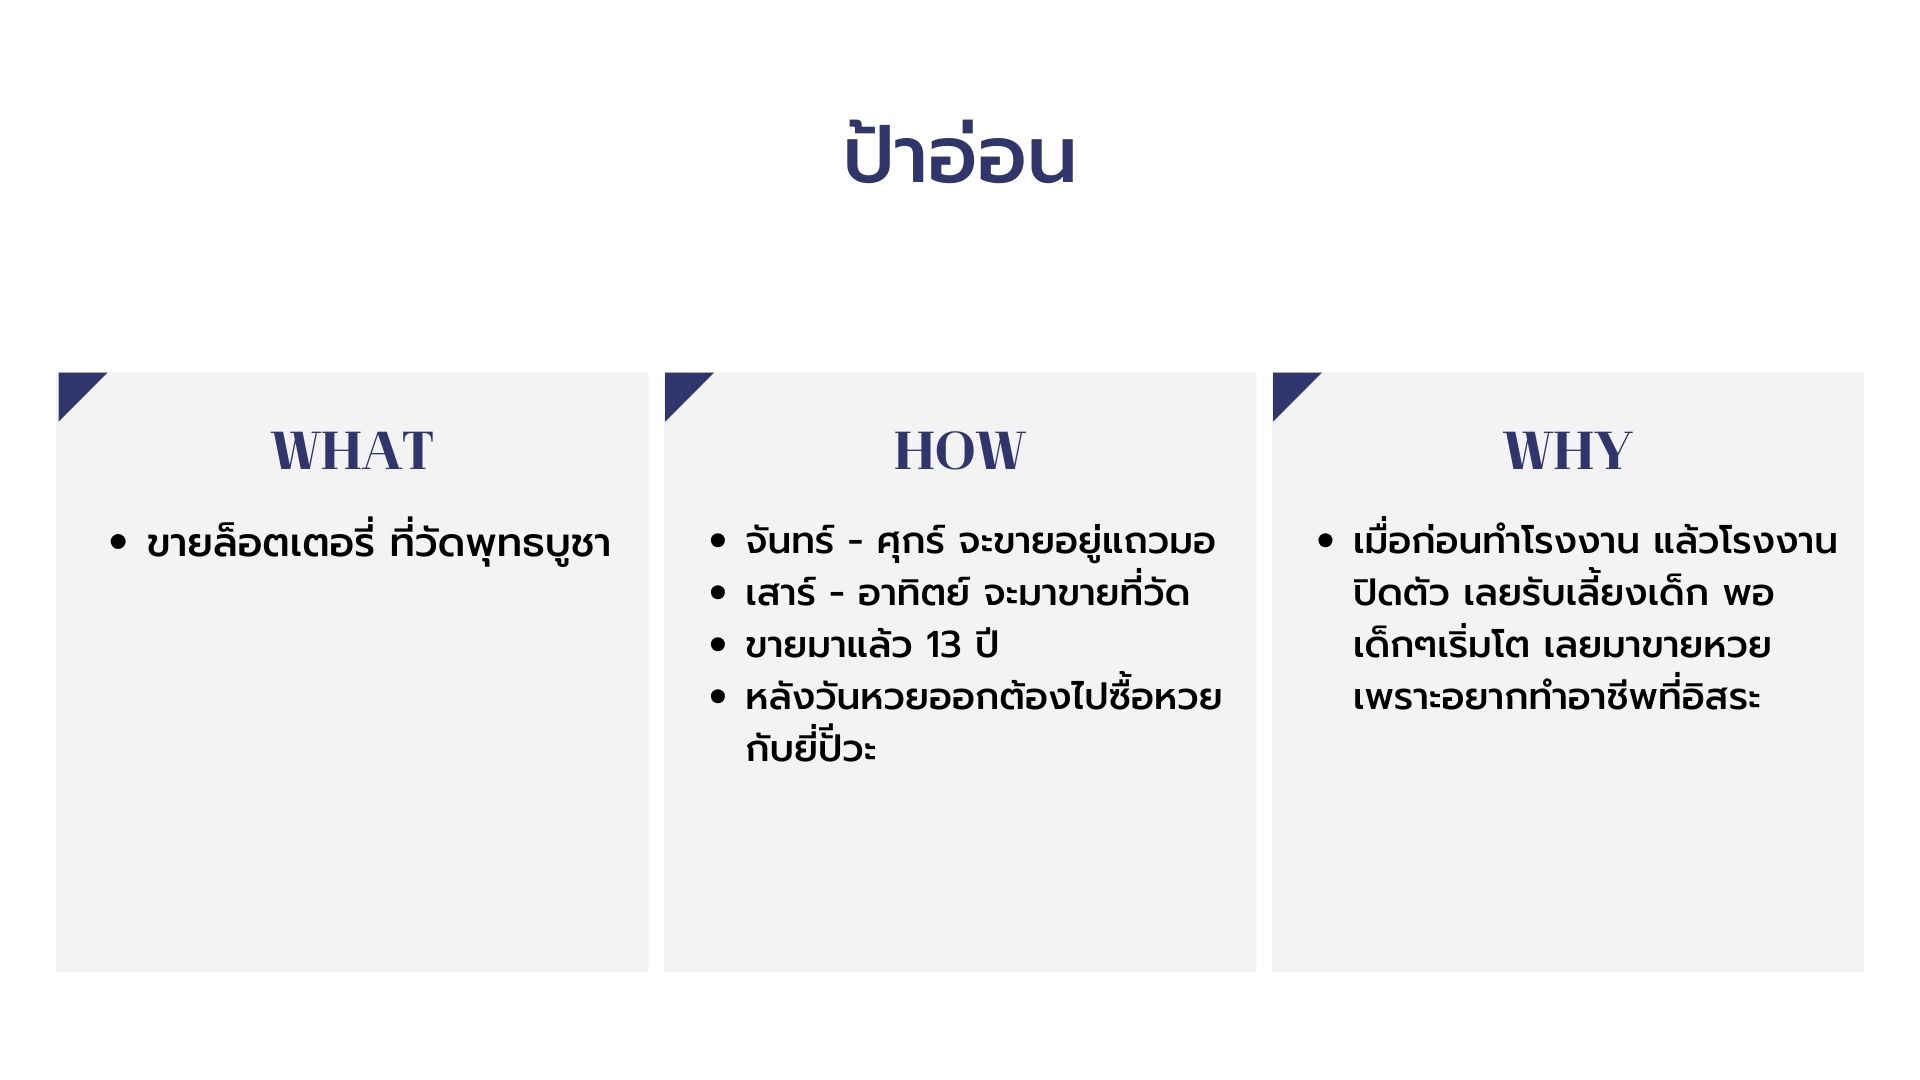 ป้าอ่อน
WHAT
• ขายล็อตเตอรี่ ที่วัดพุทธบูชา
HOW
• จันทร์ - ศุกร์ จะขายอยู่แถวมอ
• เสาร์ - อาทิตย์ จะมาขายที่วัด
• ขายมาแล้ว 13 ปี
• หลังวันหวยออกต้องไปซื้อหวย
กับยี่ปั๊วะ
WHY
• เมื่อก่อนทำโรงงาน แล้วโรงงาน
ปิดตัว เลยรับเลี้ยงเด็ก พอ
เด็กๆเริ่มโต เลยมาขายหวย
เพราะอยากทำอาชีพที่อิสระ